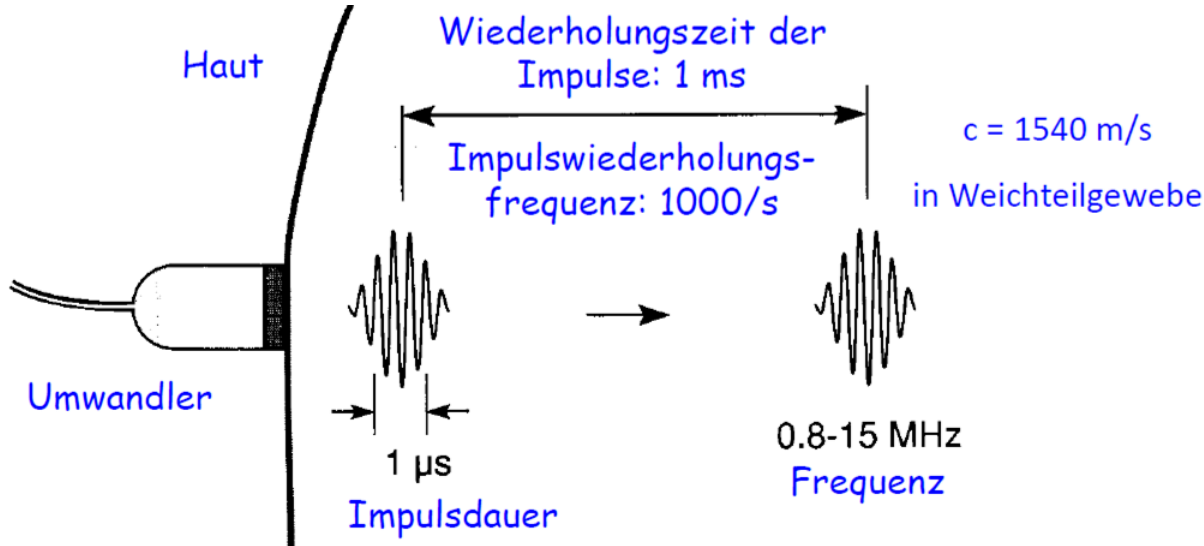 Haut
Wiederholungszeit der
Impulse: 1 ms
Impulswiederholungs-
frequenz: 1000/s
c = 1540 m/s
in Weichteilgewebe
Umwandler
1 µs
Impulsdauer
0.8-15 MHz
Frequenz